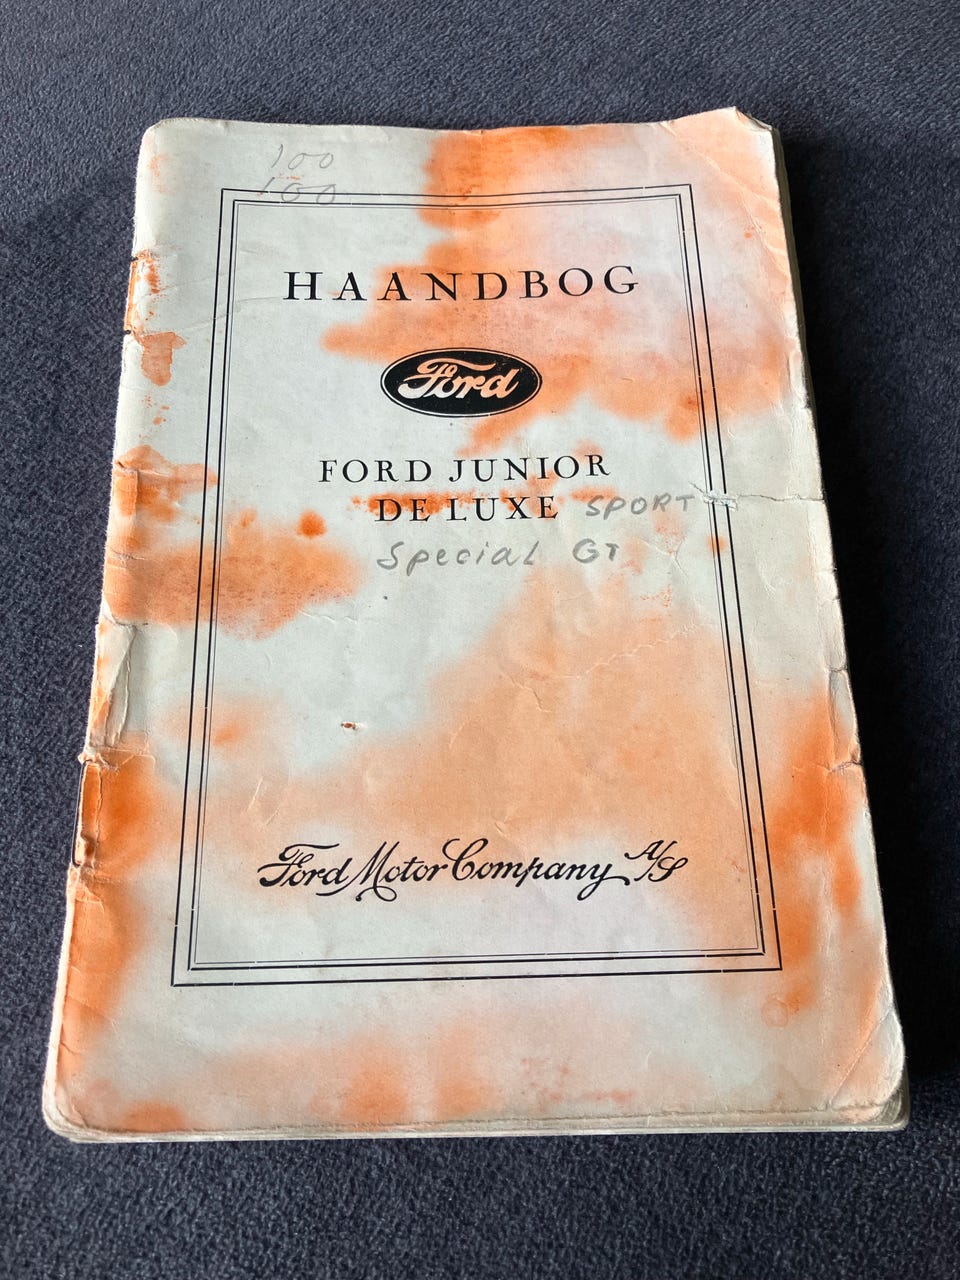 100
100
HAANDBOG
Ford
FORD JUNIOR
DE LUXE SPORT
Special GT
Ford Motor Company A/S